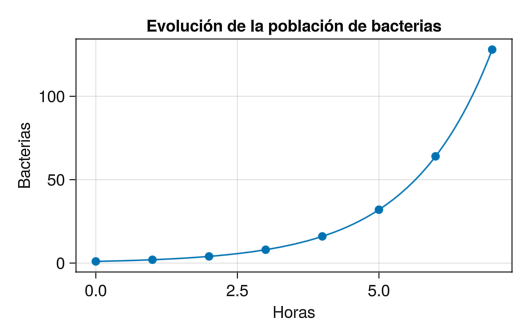 Evolución de la población de bacterias
Bacterias
100
50
0
0.0
2.5
5.0
Horas